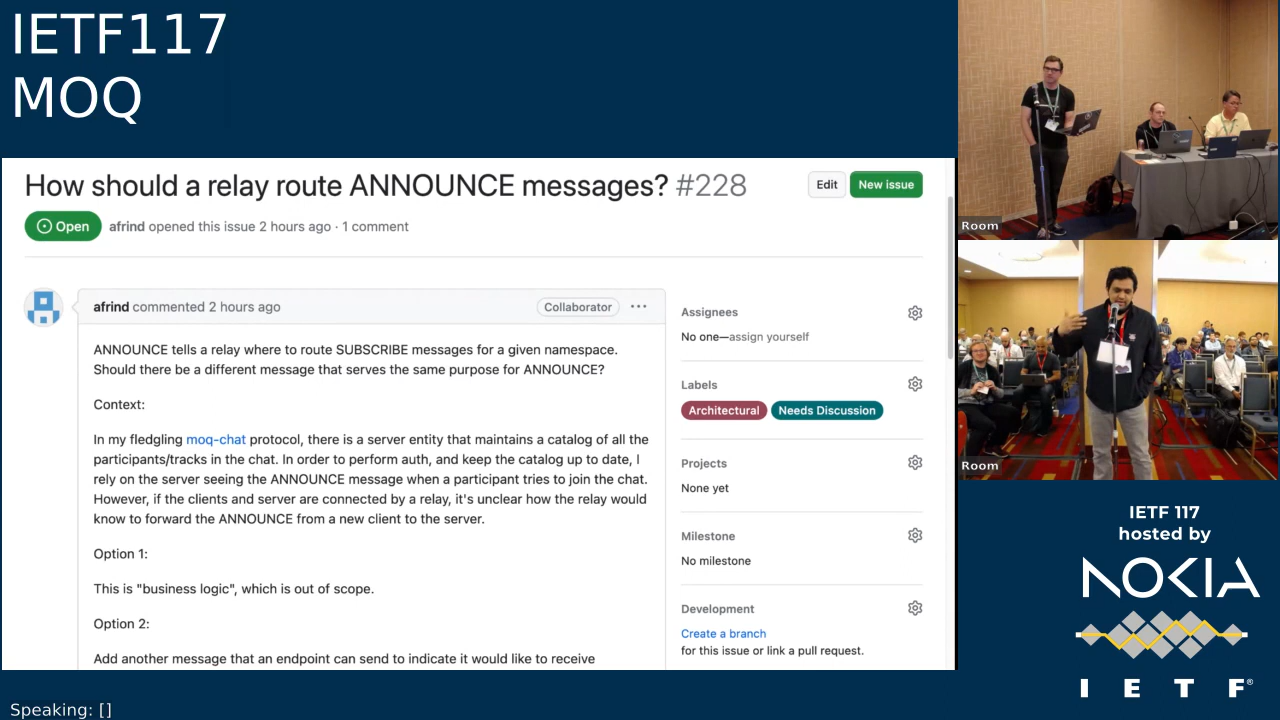 IETF117
MOQ
How should a relay route ANNOUNCE messages? #228
Edit
New issue
Open
afrind opened this issue 2 hours ago · 1 comment
afrind commented 2 hours ago
Collaborator
ANNOUNCE tells a relay where to route SUBSCRIBE messages for a given namespace.
Should there be a different message that serves the same purpose for ANNOUNCE?
Context:
In my fledgling moq-chat protocol, there is a server entity that maintains a catalog of all the
participants/tracks in the chat. In order to perform auth, and keep the catalog up to date, I
rely on the server seeing the ANNOUNCE message when a participant tries to join the chat.
However, if the clients and server are connected by a relay, it's unclear how the relay would
know to forward the ANNOUNCE from a new client to the server.
Option 1:
This is "business logic", which is out of scope.
Option 2:
Add another message that an endpoint can send to indicate it would like to receive
Assignees
No one—assign yourself
Labels
Architectural
Needs Discussion
Projects
None yet
Milestone
No milestone
Development
Create a branch
for this issue or link a pull request.
Room
Room
IETF 117
hosted by
NOKIA
I E T F®
Speaking: []